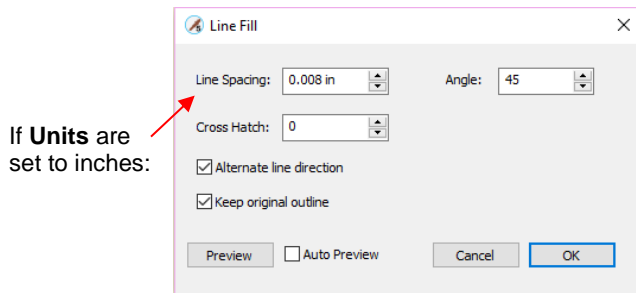 Line Fill
Line Spacing: 0.008 in Angle: 45
If Units are
set to inches:
Cross Hatch: 0
Alternate line direction
Keep original outline
Preview Auto Preview Cancel OK